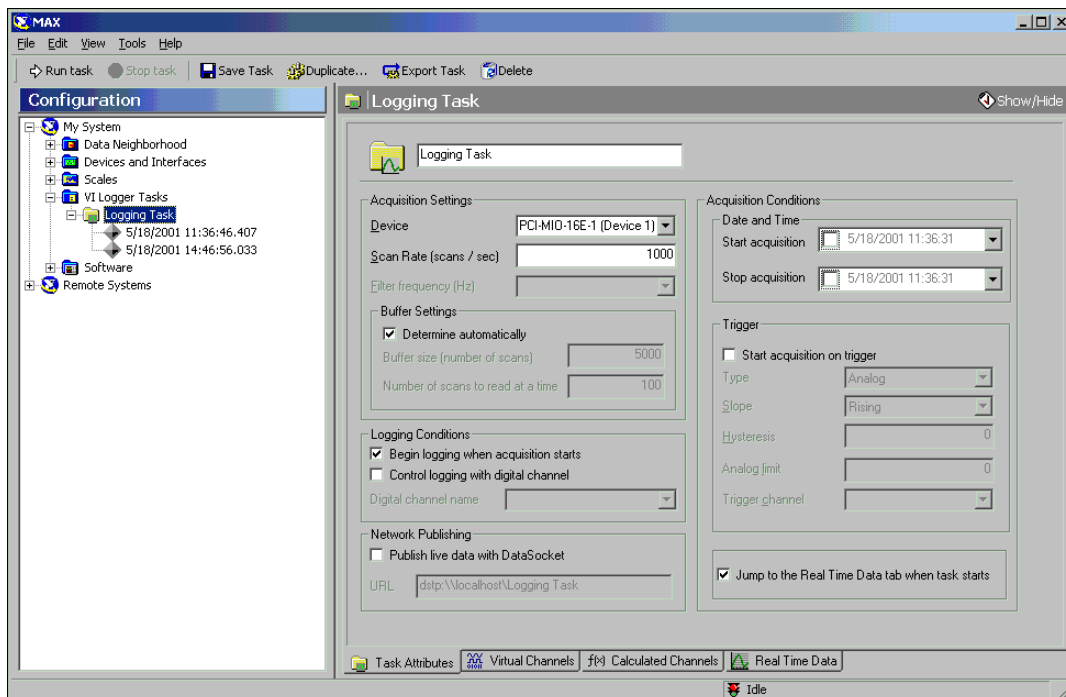 MAX
File Edit View Tools Help
Run task Stop task Save Task Duplicate... Export Task Delete
Configuration
My System
Data Neighborhood
Devices and Interfaces
Scales
VI Logger Tasks
Logging Task
5/18/2001 11:36:46.407
5/18/2001 14:46:56.033
Software
Remote Systems
Logging Task Show/Hide
Logging Task
Acquisition Settings
Device PCI-MIO-16E-1 (Device 1)
Scan Rate (scans / sec) 1000
Filter frequency (Hz)
Buffer Settings
Determine automatically
Buffer size (number of scans) 5000
Number of scans to read at a time 100
Logging Conditions
Begin logging when acquisition starts
Control logging with digital channel
Digital channel name
Network Publishing
Publish live data with DataSocket
URL dstp:\\localhost\Logging Task
Acquisition Conditions
Date and Time
Start acquisition 5/18/2001 11:36:31
Stop acquisition 5/18/2001 11:36:31
Trigger
Start acquisition on trigger
Type Analog
Slope Rising
Hysteresis 0
Analog limit 0
Trigger channel
Jump to the Real Time Data tab when task starts
Task Attributes Virtual Channels f(x) Calculated Channels Real Time Data
Idle